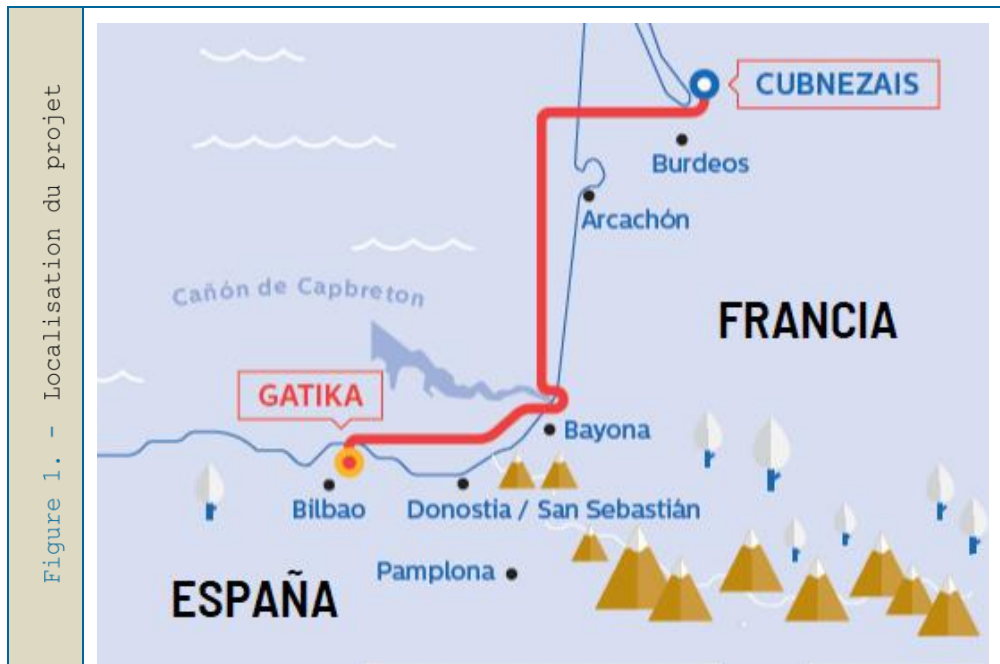 Figure 1. - Localisation du projet
CUBNEZAIS
Burdeos
Arcachón
Cañón de Capbreton
FRANCIA
GATIKA
Bayona
Bilbao
Donostia / San Sebastián
Pamplona
ESPAÑA